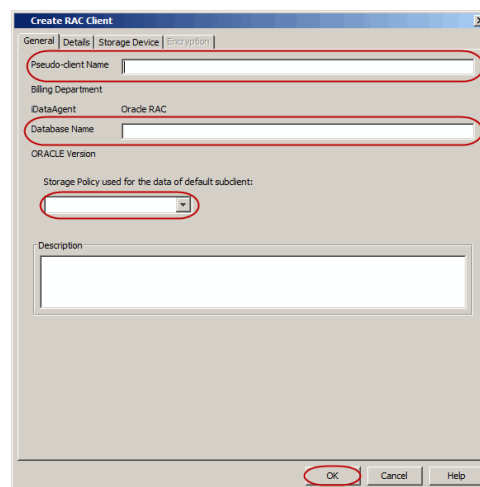 Create RAC Client
General Details Storage Device Encryption
Pseudo-client Name
Billing Department
iDataAgent Oracle RAC
Database Name
ORACLE Version
Storage Policy used for the data of default subclient:
Description
OK Cancel Help